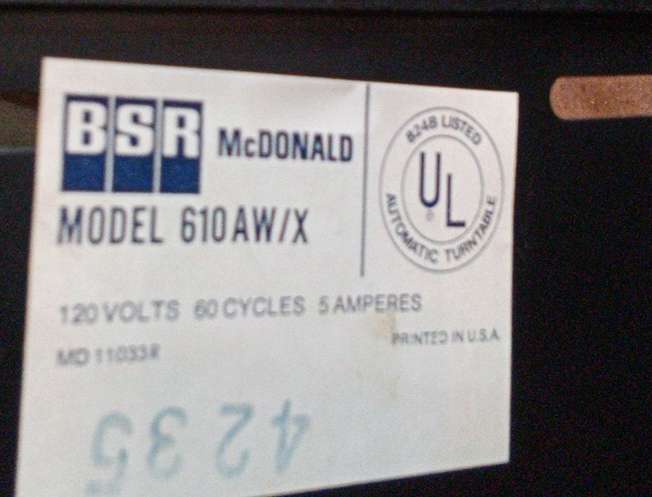 BSR McDONALD
MODEL 610AW/X
824B LISTED
UL
®
AUTOMATIC TURNTABLE
120 VOLTS 60 CYCLES 5 AMPERES
PRINTED IN U.S.A.
MD 11033R
4235